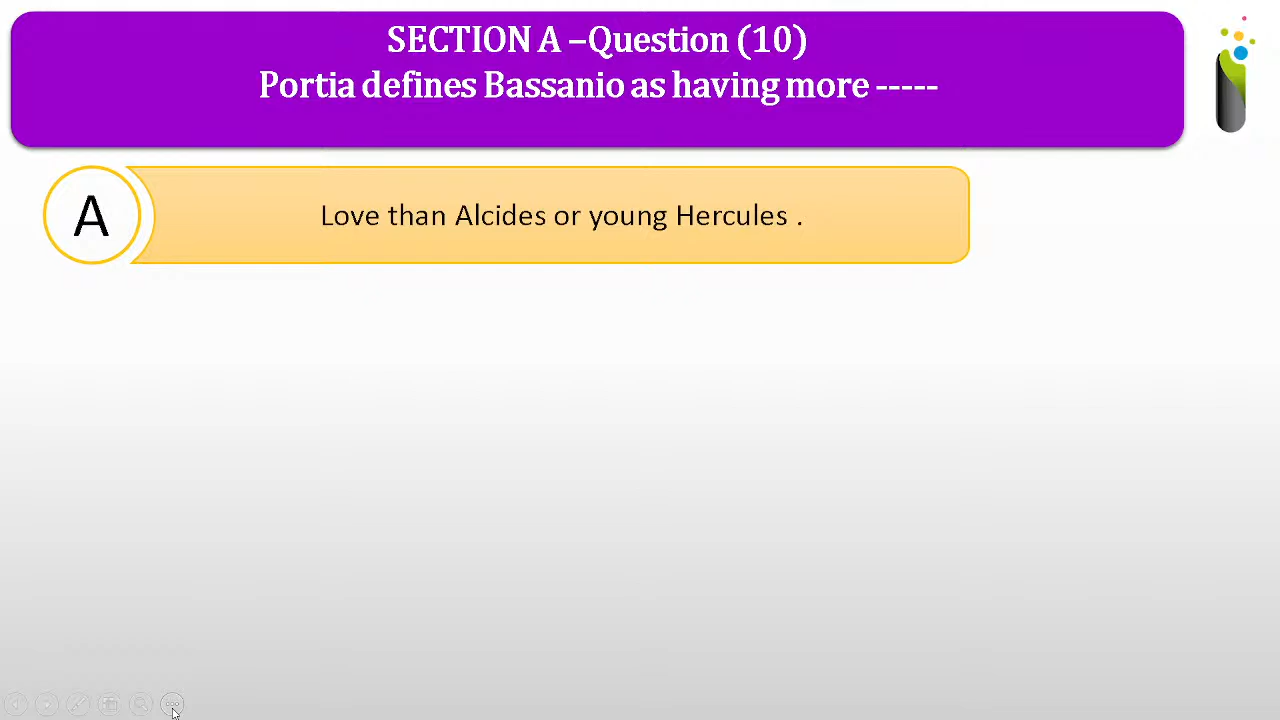 SECTION A –Question (10)
Portia defines Bassanio as having more -----
A
Love than Alcides or young Hercules .